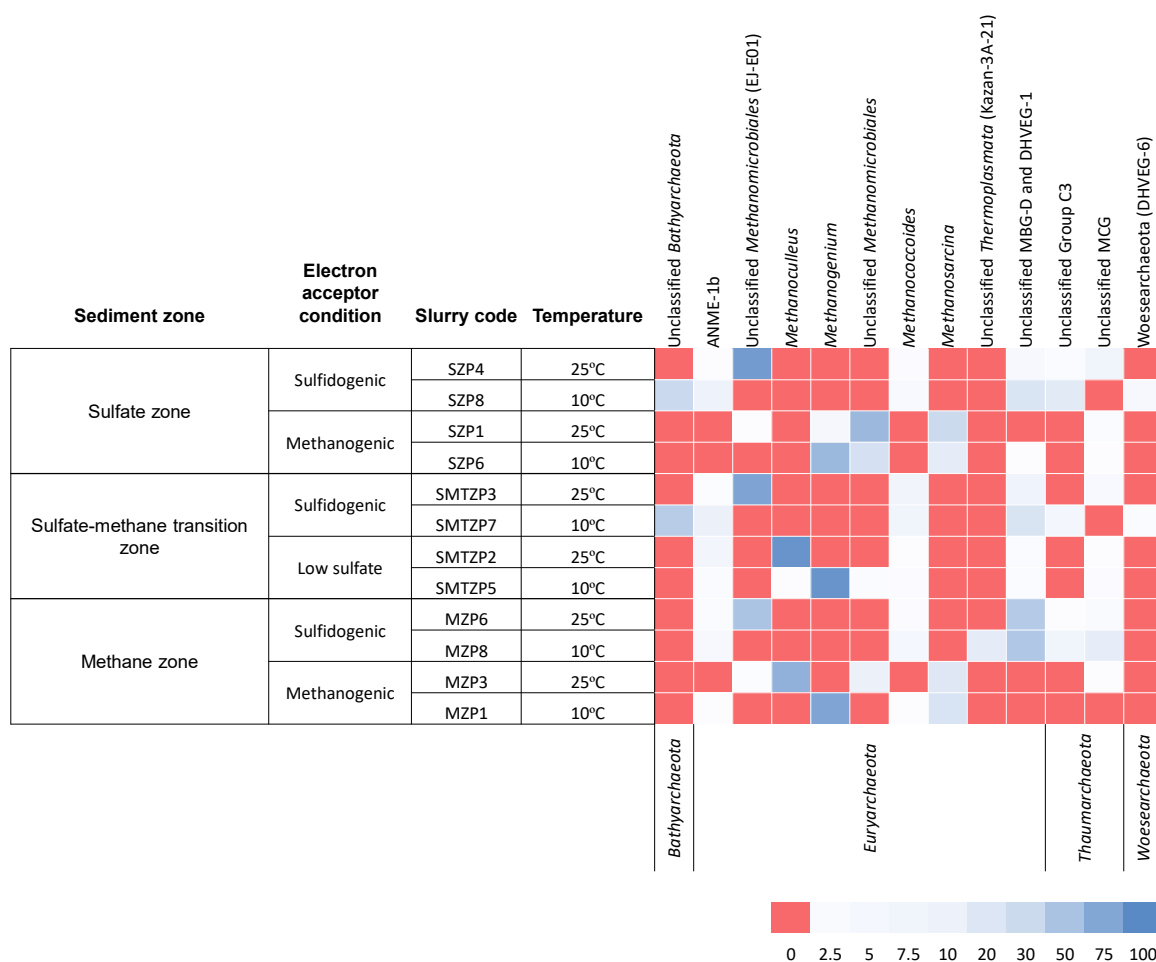 Unclassified Bathyarchaeota
ANME-1b
Unclassified Methanomicrobiales (EJ-E01)
Methanoculleus
Methanogenium
Unclassified Methanomicrobiales
Methanococcoides
Methanosarcina
Unclassified Thermoplasmata (Kazan-3A-21)
Unclassified MBG-D and DHVEG-1
Unclassified Group C3
Unclassified MCG
Woesearchaeota (DHVEG-6)
Sediment zone
Electron
acceptor
condition
Slurry code
Temperature
Sulfate zone
Sulfidogenic
SZP4 25ºC
SZP8 10ºC
Methanogenic
SZP1 25ºC
SZP6 10ºC
Sulfate-methane transition
zone
Sulfidogenic
SMTZP3 25ºC
SMTZP7 10ºC
Low sulfate
SMTZP2 25ºC
SMTZP5 10ºC
Methane zone
Sulfidogenic
MZP6 25ºC
MZP8 10ºC
Methanogenic
MZP3 25ºC
MZP1 10ºC
Bathyarchaeota
Euryarchaeota
Thaumarchaeota
Woesearchaeota
0 2.5 5 7.5 10 20 30 50 75 100